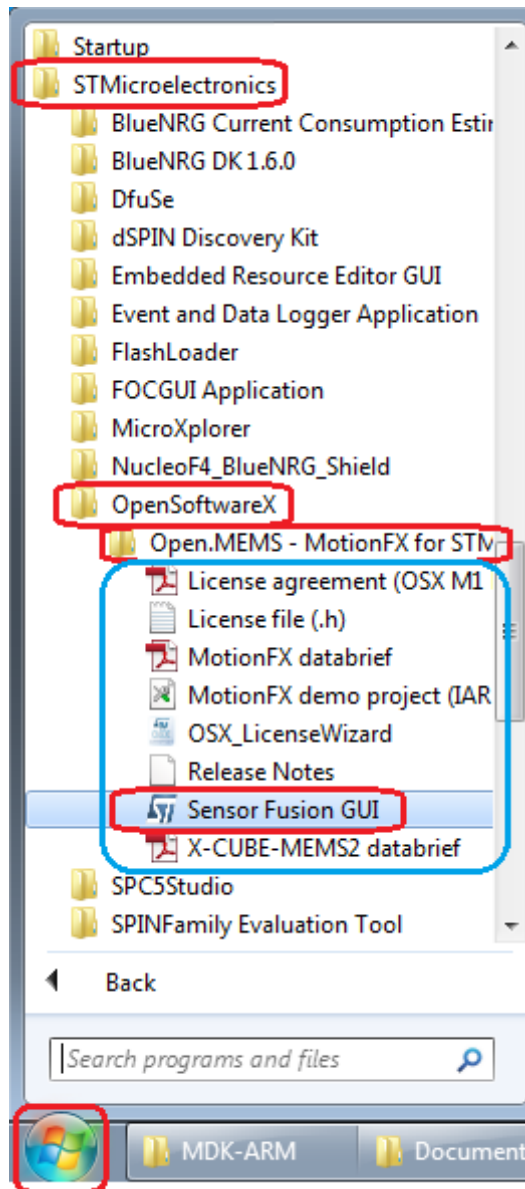 Startup
STMicroelectronics
BlueNRG Current Consumption Estir
BlueNRG DK 1.6.0
DfuSe
dSPIN Discovery Kit
Embedded Resource Editor GUI
Event and Data Logger Application
FlashLoader
FOCGUI Application
MicroXplorer
NucleoF4_BlueNRG_Shield
OpenSoftwareX
Open.MEMS - MotionFX for STM
License agreement (OSX M1
License file (.h)
MotionFX databrief
MotionFX demo project (IAR
OSX_LicenseWizard
Release Notes
Sensor Fusion GUI
X-CUBE-MEMS2 databrief
SPC5Studio
SPINFamily Evaluation Tool
Back
Search programs and files
MDK-ARM Document